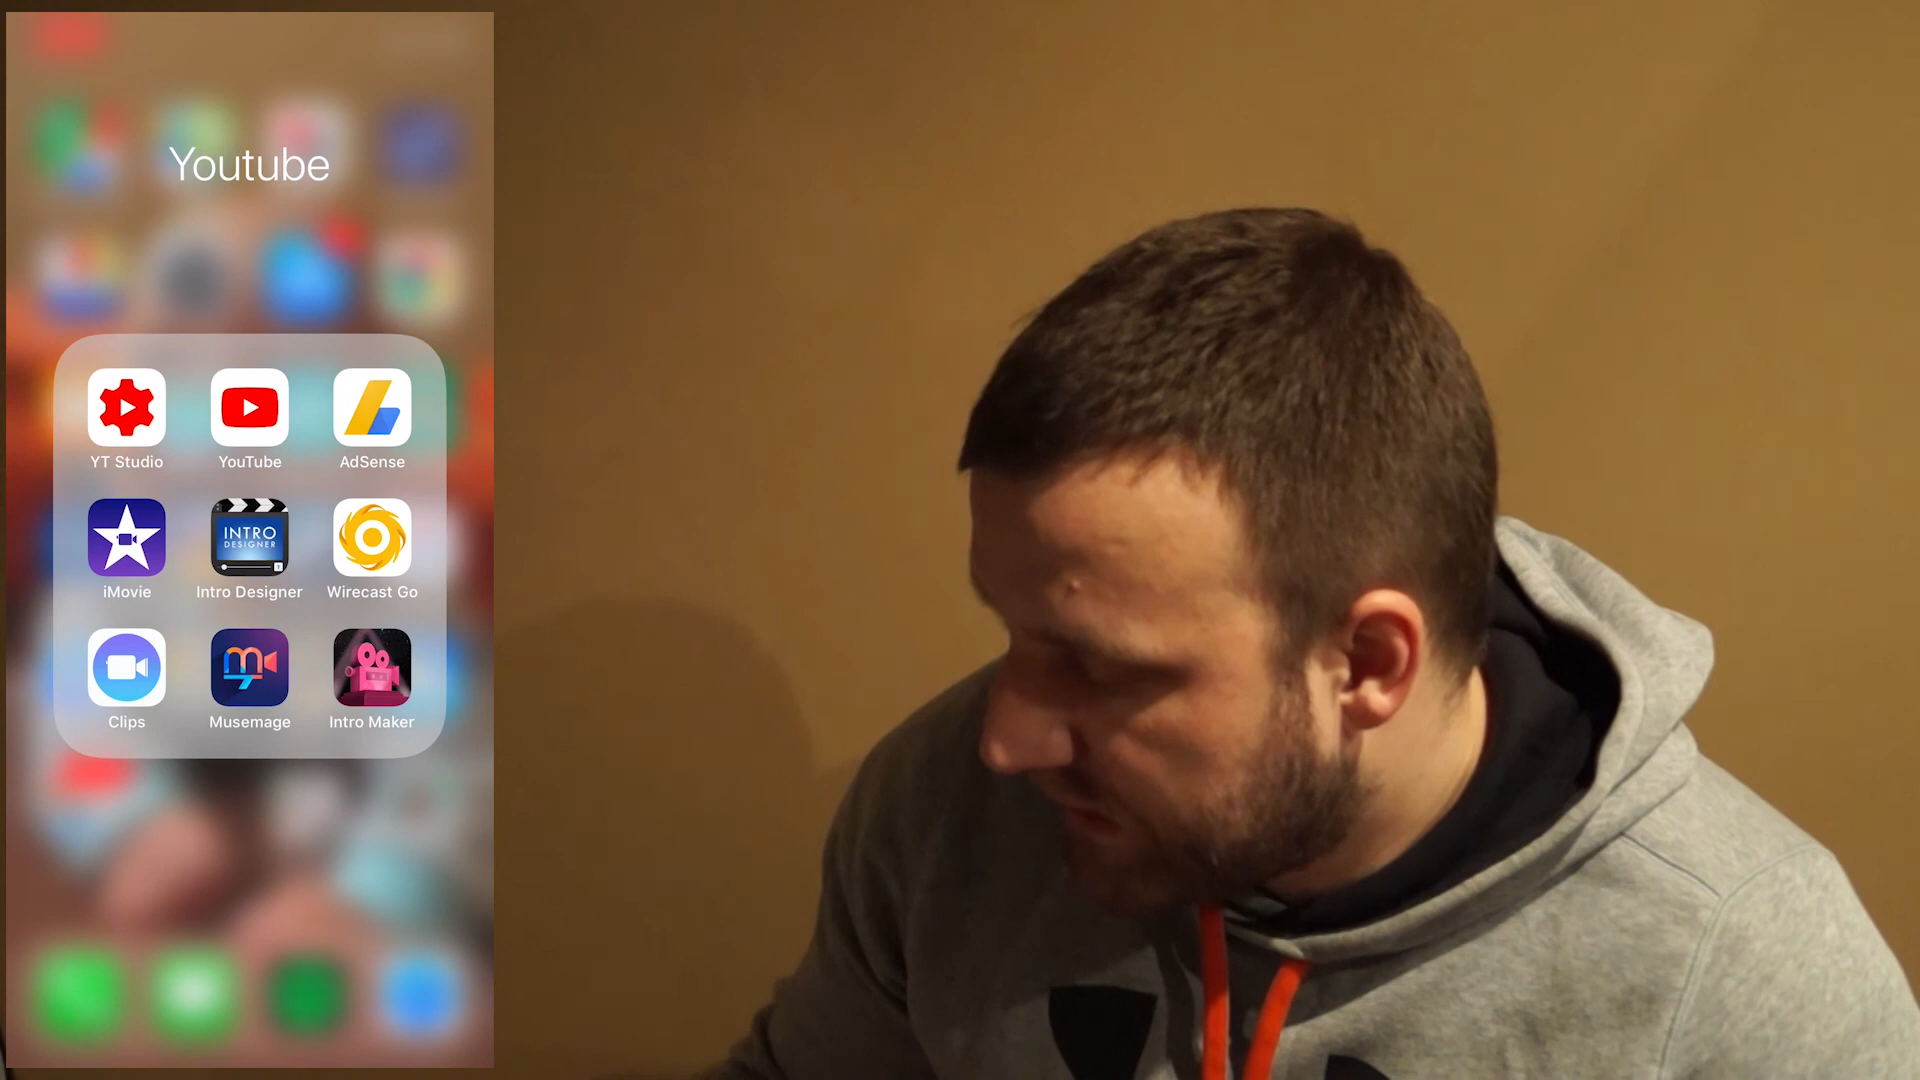 Youtube
YT Studio
YouTube
AdSense
INTRO
DESIGNER
iMovie
Intro Designer
Wirecast Go
Clips
Musemage
Intro Maker